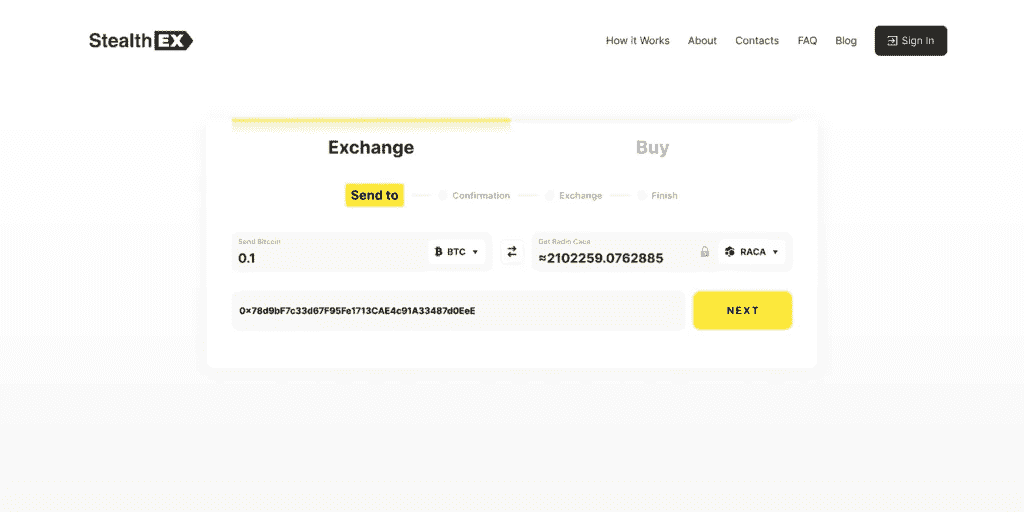 StealthEX
How it Works About Contacts FAQ Blog Sign In
Exchange Buy
Send to Confirmation Exchange Finish
Send Bitcoin
0.1 BTC
Get Radio Caca
≈2102259.0762885 RACA
0x78d9bF7c33d67F95Fe1713CAE4c91A33487d0EeE
NEXT